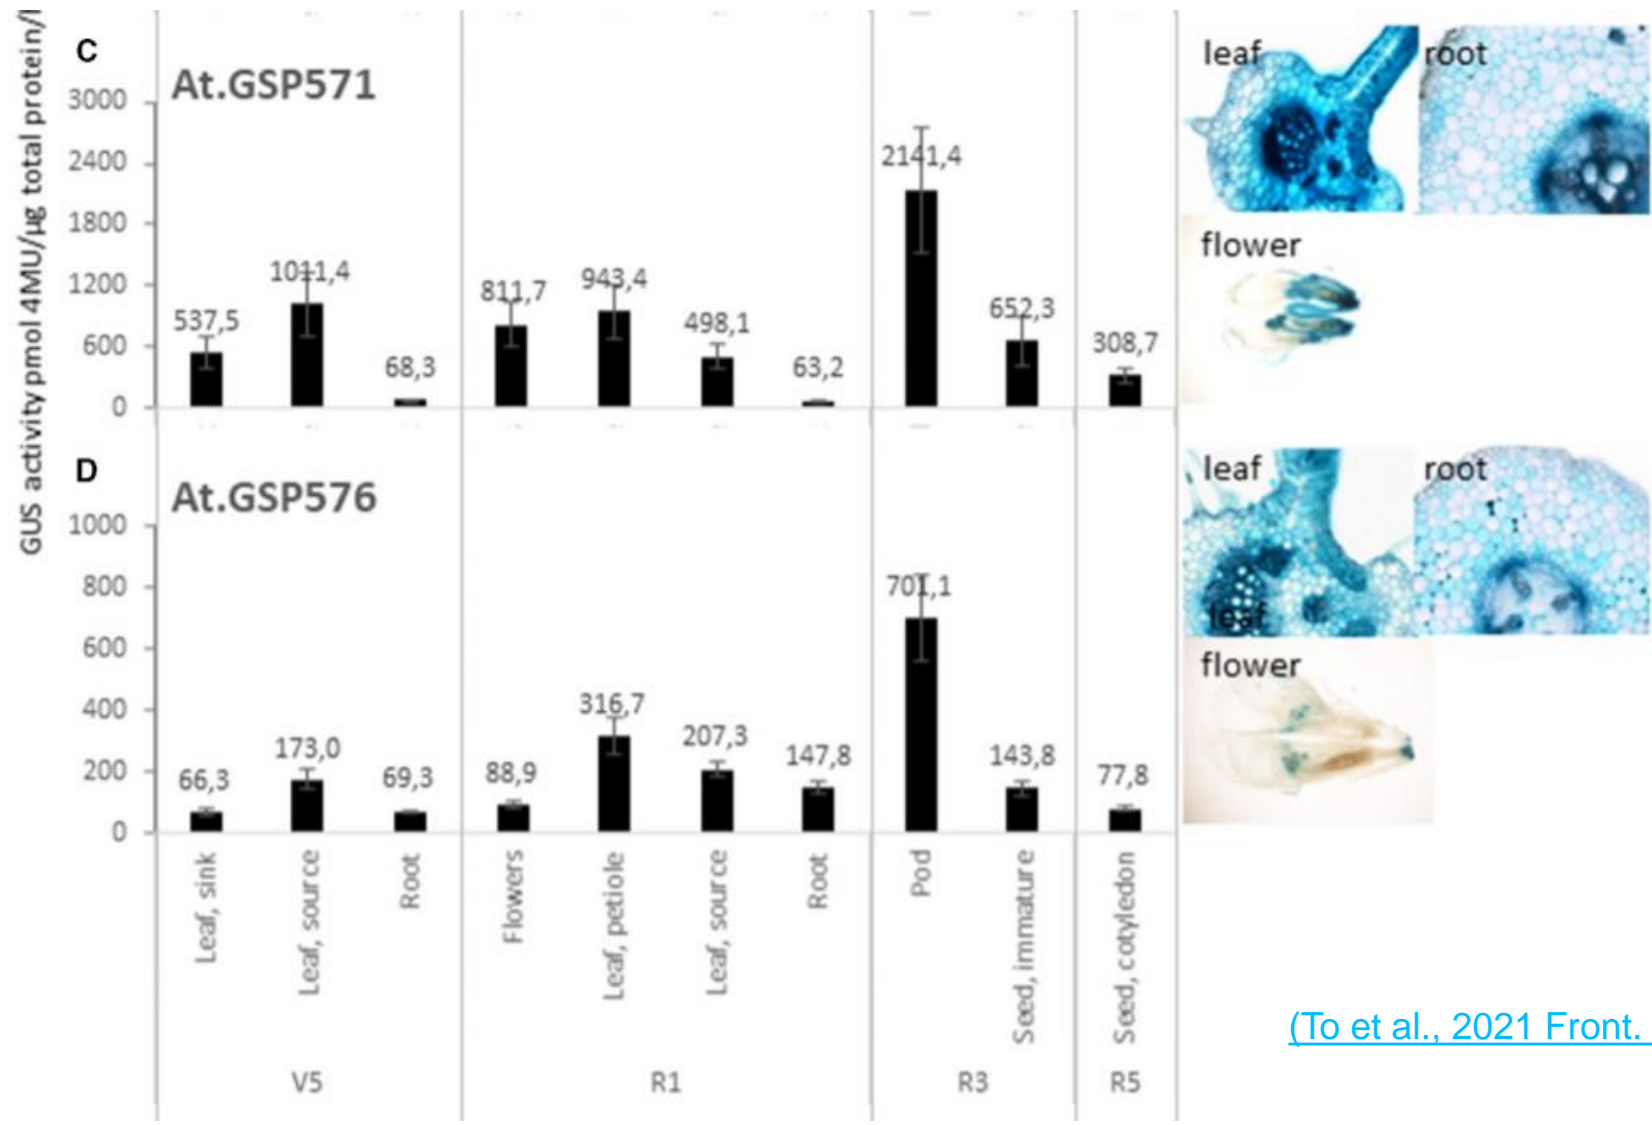 GUS activity pmol 4MU/µg total protein/
C
At.GSP571
3000
2400
1800
1200
600
0
537,5
1011,4
68,3
811,7
943,4
498,1
63,2
2141,4
652,3
308,7
leaf
root
flower
D
At.GSP576
1000
800
600
400
200
0
66,3
173,0
69,3
88,9
316,7
207,3
147,8
701,1
143,8
77,8
leaf
root
leaf
flower
Leaf, sink
Leaf, source
Root
Flowers
Leaf, petiole
Leaf, source
Root
Pod
Seed, immature
Seed, cotyledon
V5
R1
R3
R5
(To et al., 2021 Front.